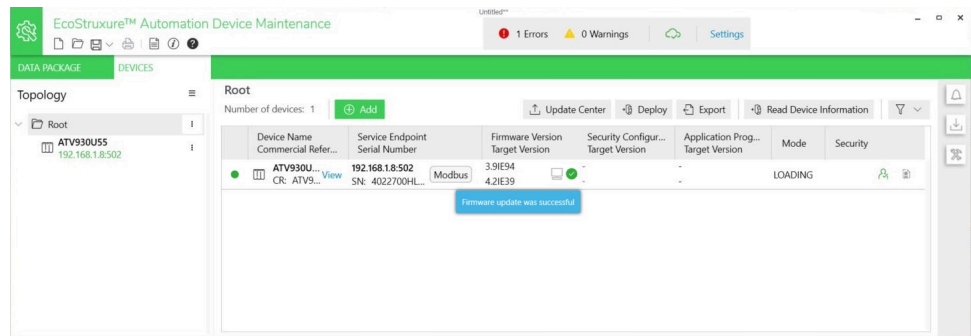 Untitled**
EcoStruxure™ Automation Device Maintenance
1 Errors 0 Warnings Settings
DATA PACKAGE DEVICES
Topology
Root
ATV930U55
192.168.1.8:502
Root
Number of devices: 1 Add Update Center Deploy Export Read Device Information
Device Name Service Endpoint Firmware Version Security Configur... Application Prog... Mode Security
Commercial Refer... Serial Number Target Version Target Version Target Version
ATV930U... View 192.168.1.8:502 Modbus 3.9IE94 - - LOADING
CR: ATV9... SN: 4022700HL... 4.2IE39 - -
Firmware update was successful